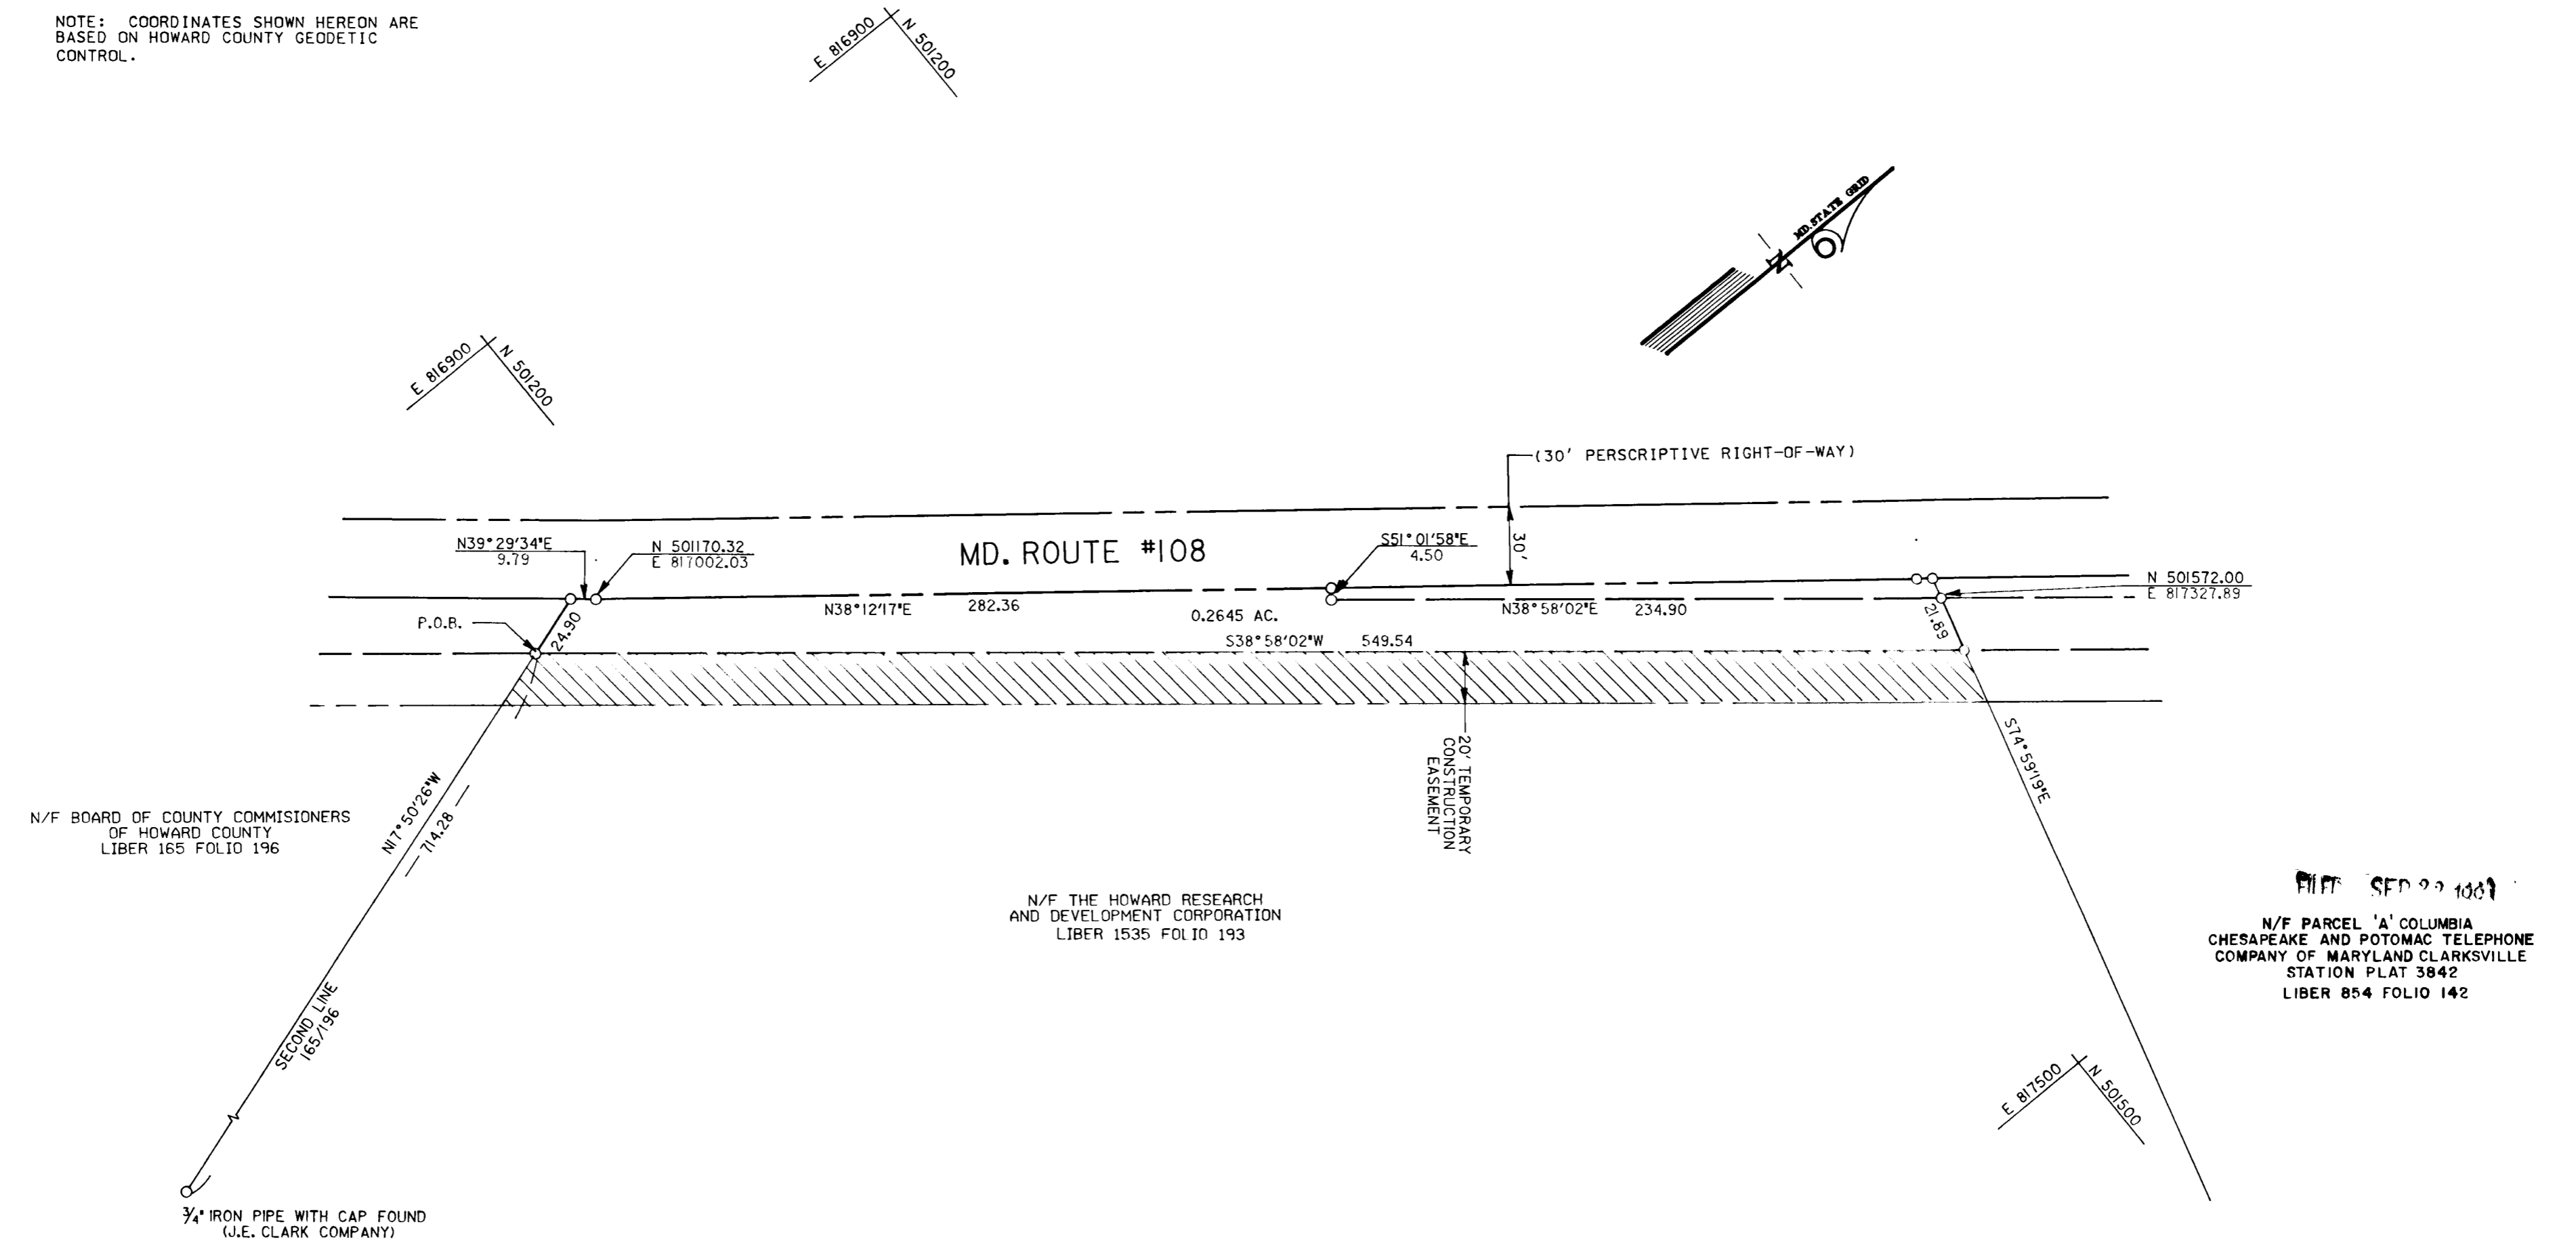 NOTE: COORDINATES SHOWN HEREON ARE
BASED ON HOWARD COUNTY GEODETIC
CONTROL.
E 816900
N 501200
MD. STATE GRID
N
E 816900
N 501200
(30' PERSCRIPTIVE RIGHT-OF-WAY)
N39°29'34"E
9.79
N 501170.32
E 817002.03
MD. ROUTE #108
S51°01'58"E
4.50
30'
N 501572.00
E 817327.89
P.O.B.
24.90
N38°12'17"E 282.36
0.2645 AC.
N38°58'02"E 234.90
21.89
S38°58'02"W 549.54
20' TEMPORARY
CONSTRUCTION
EASEMENT
S74°59'19"E
N17°50'26"W
714.28
N/F BOARD OF COUNTY COMMISIONERS
OF HOWARD COUNTY
LIBER 165 FOLIO 196
N/F THE HOWARD RESEARCH
AND DEVELOPMENT CORPORATION
LIBER 1535 FOLIO 193
N/F PARCEL 'A' COLUMBIA
CHESAPEAKE AND POTOMAC TELEPHONE
COMPANY OF MARYLAND CLARKSVILLE
STATION PLAT 3842
LIBER 854 FOLIO 142
SECOND LINE
165/196
E 817500
N 501500
3/4" IRON PIPE WITH CAP FOUND
(J.E. CLARK COMPANY)